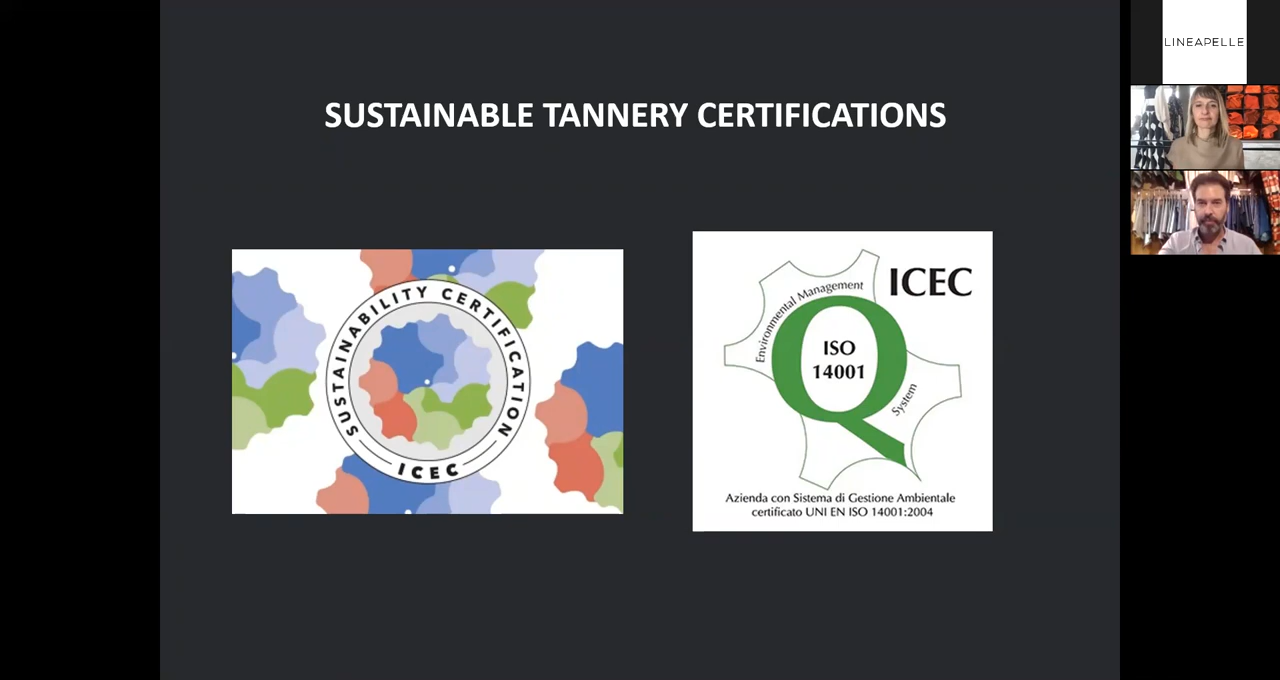 SUSTAINABLE TANNERY CERTIFICATIONS
LINEAPELLE
SUSTAINABILITY CERTIFICATION
ICEC
ICEC
Environmental Management
System
ISO
14001
Azienda con Sistema di Gestione Ambientale
certificato UNI EN ISO 14001:2004